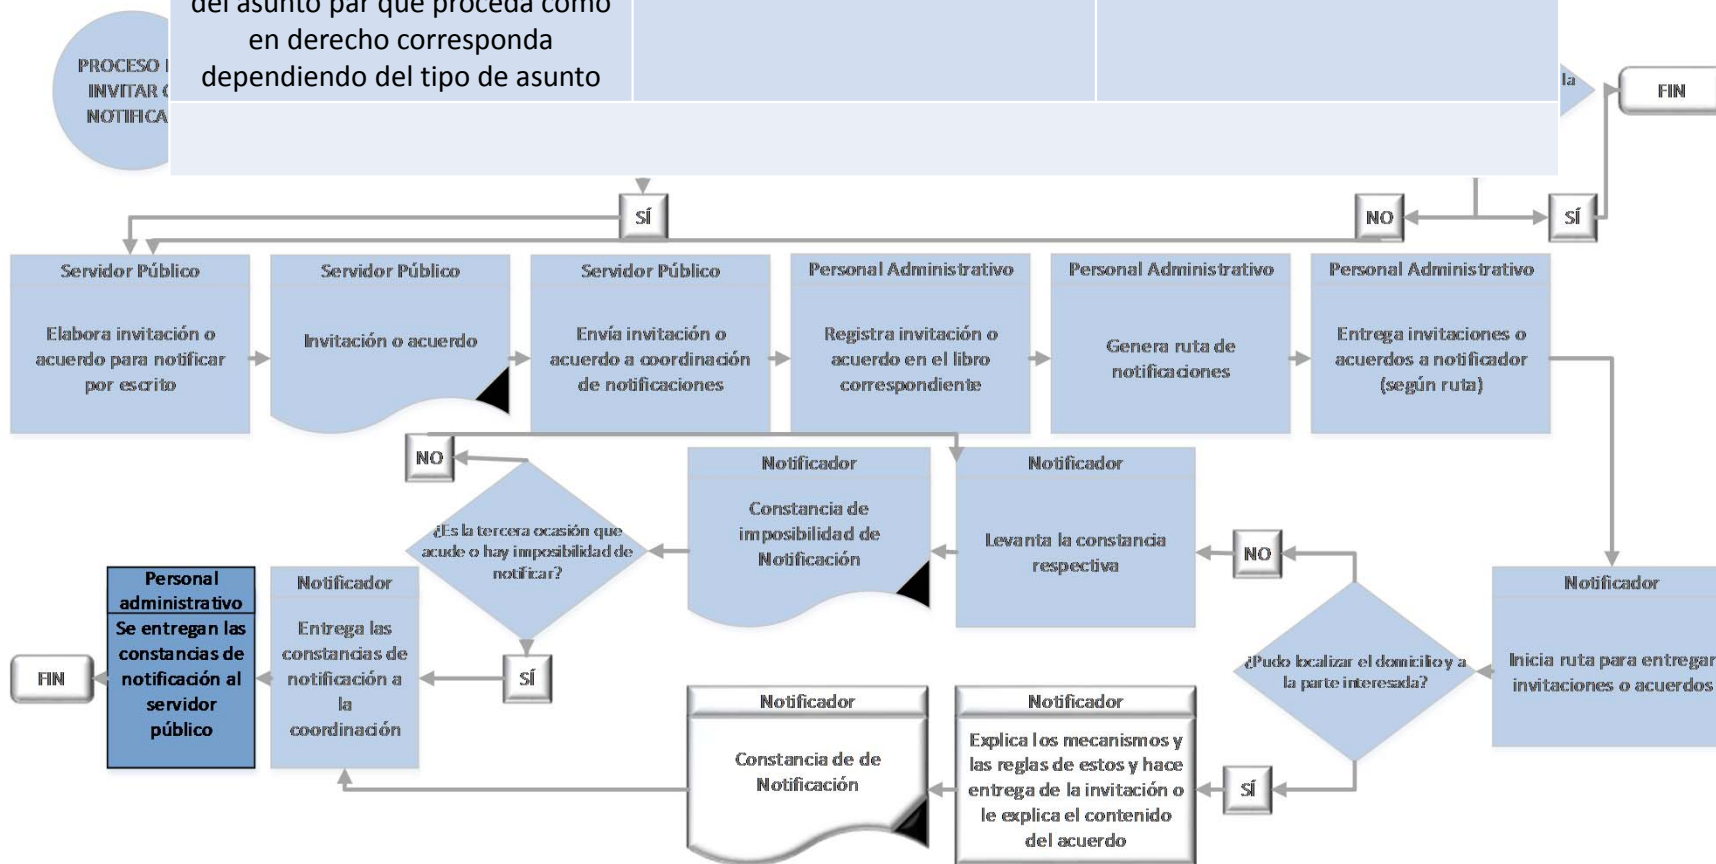 del asunto par que proceda como
en derecho corresponda
dependiendo del tipo de asunto
PROCESO
INVITAR
NOTIFICA
la
FIN
SÍ
NO
SÍ
Servidor Público
Elabora invitación o
acuerdo para notificar
por escrito
Servidor Público
Invitación o acuerdo
Servidor Público
Envía invitación o
acuerdo a coordinación
de notificaciones
Personal Administrativo
Registra invitación o
acuerdo en el libro
correspondiente
Personal Administrativo
Genera ruta de
notificaciones
Personal Administrativo
Entrega invitaciones o
acuerdos a notificador
(según ruta)
NO
¿Es la tercera ocasión que
acude o hay imposibilidad de
notificar?
Notificador
Constancia de
imposibilidad de
Notificación
Notificador
Levanta la constancia
respectiva
NO
¿Pudo localizar el domicilio y a
la parte interesada?
Notificador
Inicia ruta para entregar
invitaciones o acuerdos
FIN
Personal
administrativo
Se entregan las
constancias de
notificación al
servidor
público
Notificador
Entrega las
constancias de
notificación a
la
coordinación
SÍ
Notificador
Constancia de de
Notificación
Notificador
Explica los mecanismos y
las reglas de estos y hace
entrega de la invitación o
le explica el contenido
del acuerdo
SÍ